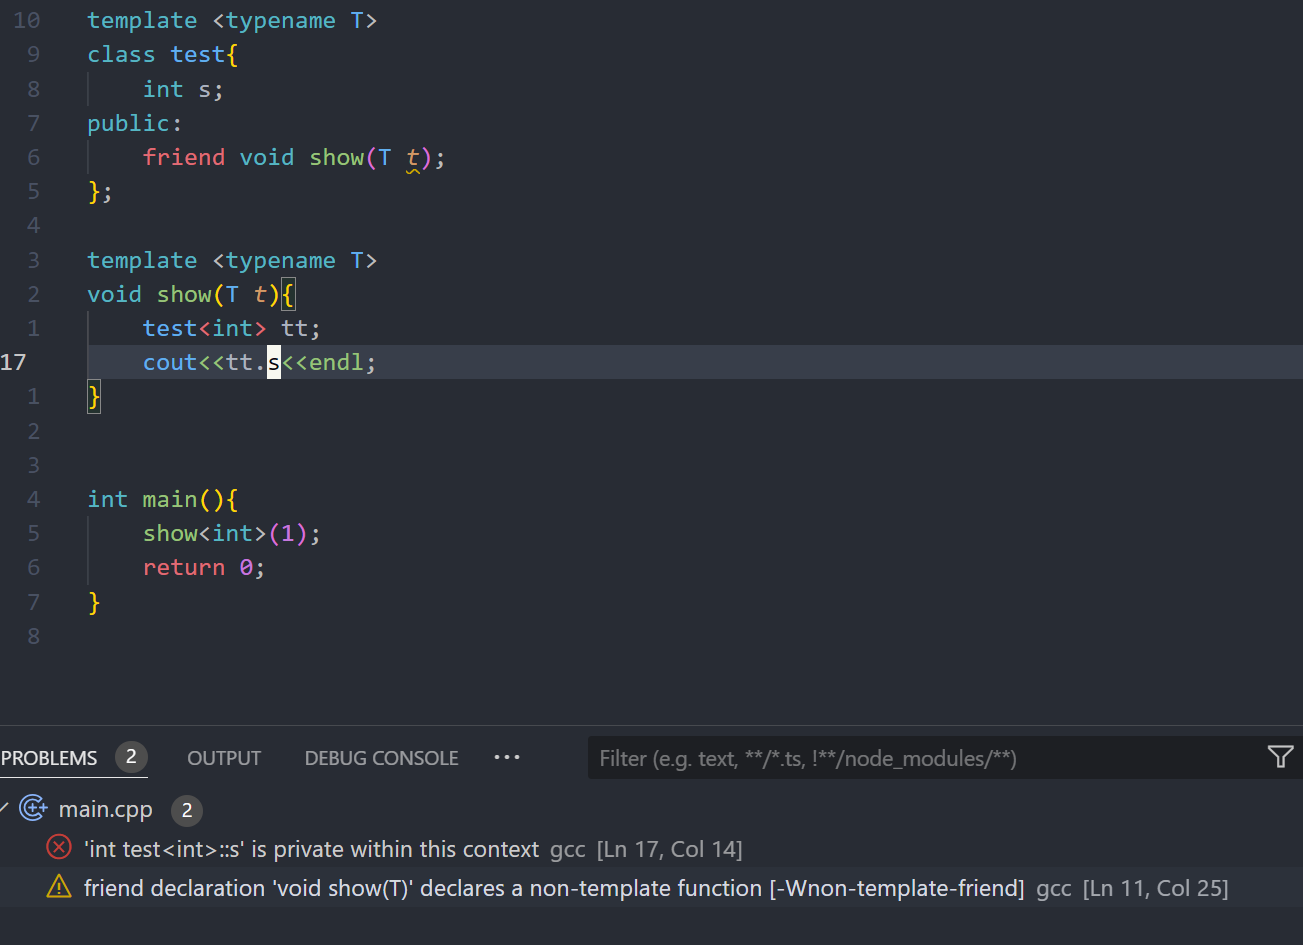 10 template <typename T>
9 class test{
8 int s;
7 public:
6 friend void show(T t);
5 };
4
3 template <typename T>
2 void show(T t){
1 test<int> tt;
17 cout<<tt.s<<endl;
1 }
2
3
4 int main(){
5 show<int>(1);
6 return 0;
7 }
8
PROBLEMS 2 OUTPUT DEBUG CONSOLE ··· Filter (e.g. text, **/*.ts, !**/node_modules/**)
main.cpp 2
'int test<int>::s' is private within this context gcc [Ln 17, Col 14]
friend declaration 'void show(T)' declares a non-template function [-Wnon-template-friend] gcc [Ln 11, Col 25]